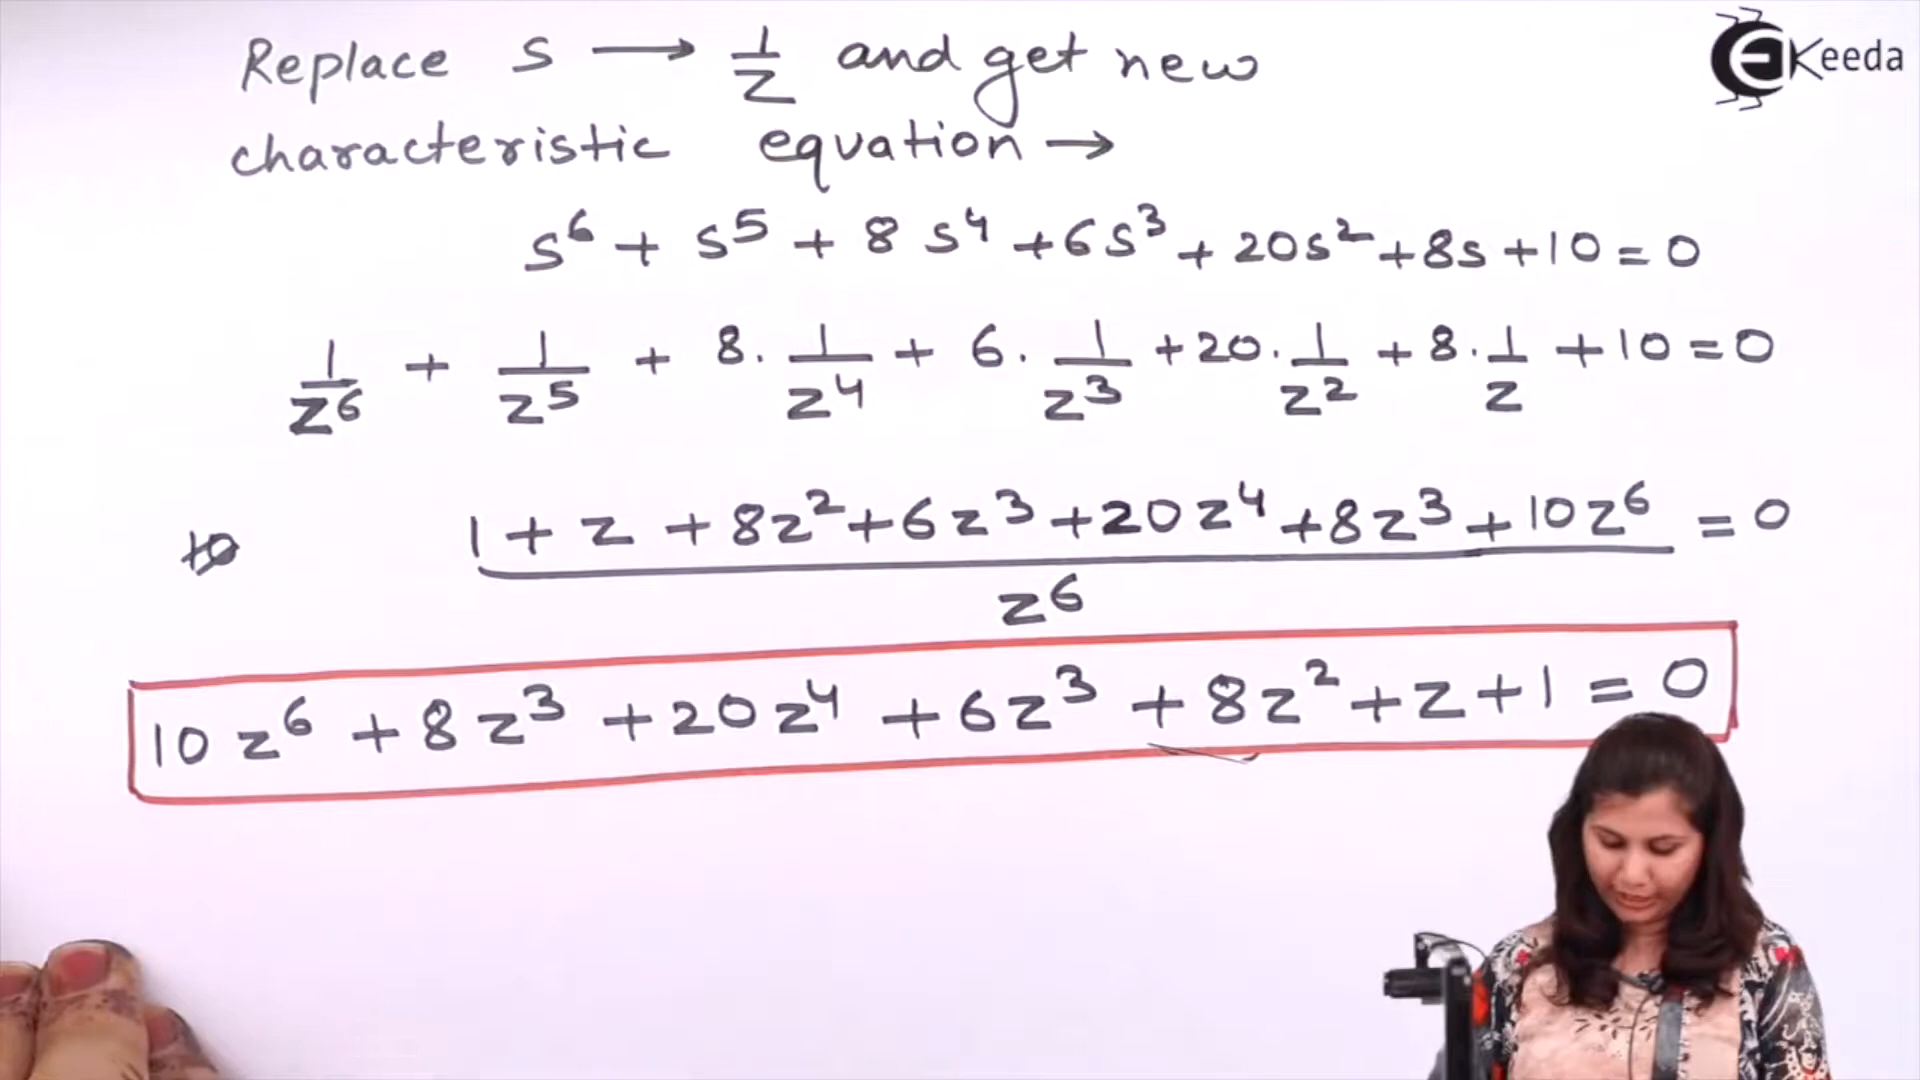 Replace s → 1/z and get new
Keeda
characteristic equation →
s⁶ + s⁵ + 8 s⁴ + 6s³ + 20s² + 8s + 10 = 0
1/z⁶ + 1/z⁵ + 8. 1/z⁴ + 6. 1/z³ + 20. 1/z² + 8. 1/z + 10 = 0
(1 + z + 8z² + 6z³ + 20z⁴ + 8z³ + 10z⁶)/z⁶ = 0
10z⁶ + 8z³ + 20z⁴ + 6z³ + 8z² + z + 1 = 0